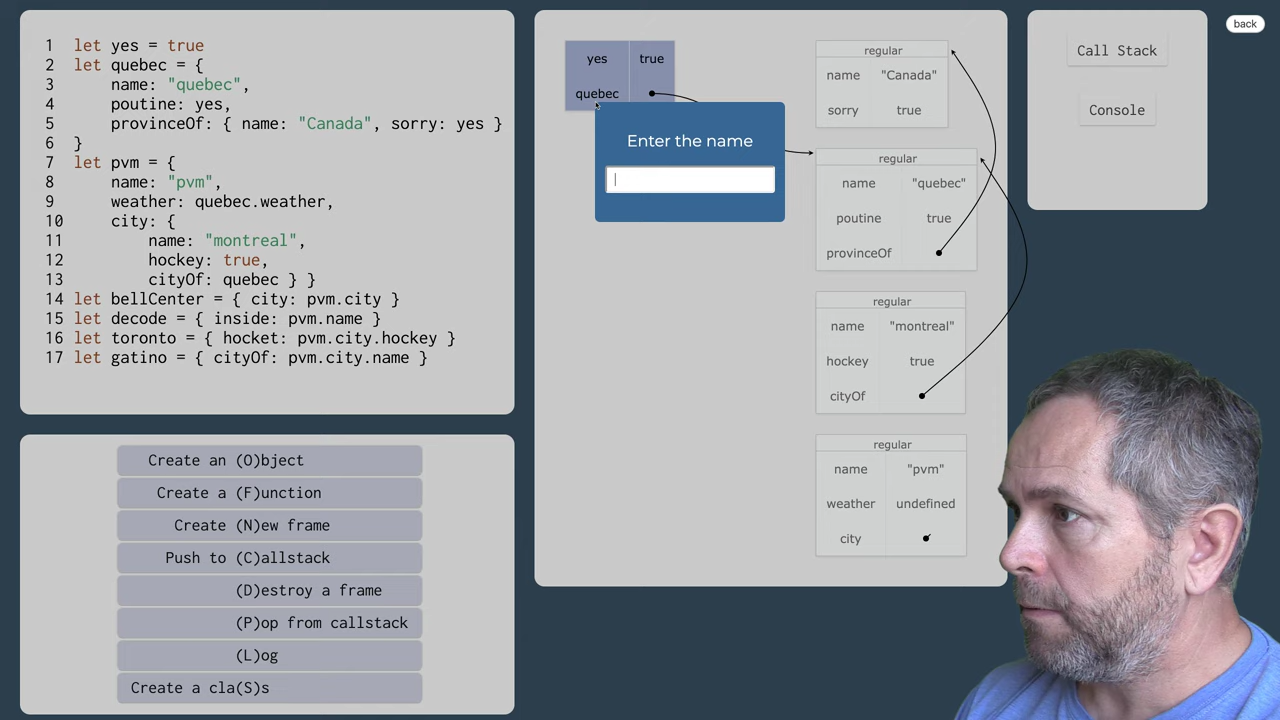 1 let yes = true
2 let quebec = {
3 name: "quebec",
4 poutine: yes,
5 provinceOf: { name: "Canada", sorry: yes }
6 }
7 let pvm = {
8 name: "pvm",
9 weather: quebec.weather,
10 city: {
11 name: "montreal",
12 hockey: true,
13 cityOf: quebec } }
14 let bellCenter = { city: pvm.city }
15 let decode = { inside: pvm.name }
16 let toronto = { hocket: pvm.city.hockey }
17 let gatino = { cityOf: pvm.city.name }
Create an (O)bject
Create a (F)unction
Create (N)ew frame
Push to (C)allstack
(D)estroy a frame
(P)op from callstack
(L)og
Create a cla(S)s
yes true
quebec
Enter the name
regular
name "Canada"
sorry true
regular
name "quebec"
poutine true
provinceOf
regular
name "montreal"
hockey true
cityOf
regular
name "pvm"
weather undefined
city
Call Stack
Console
back